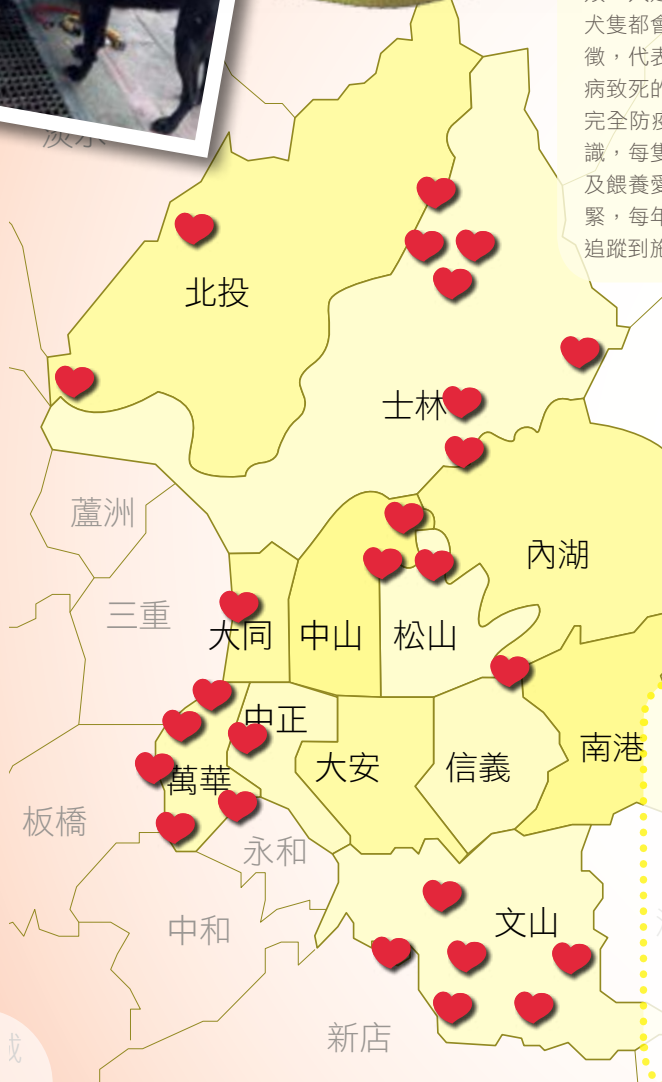 犬隻都會
徵，代表
病致死的
完全防疫
識，每隻
及餵養愛
緊，每年
追蹤到施
淡水
北投
士林
蘆洲
內湖
三重
大同
中山
松山
中正
大安
信義
南港
萬華
板橋
永和
中和
文山
新店